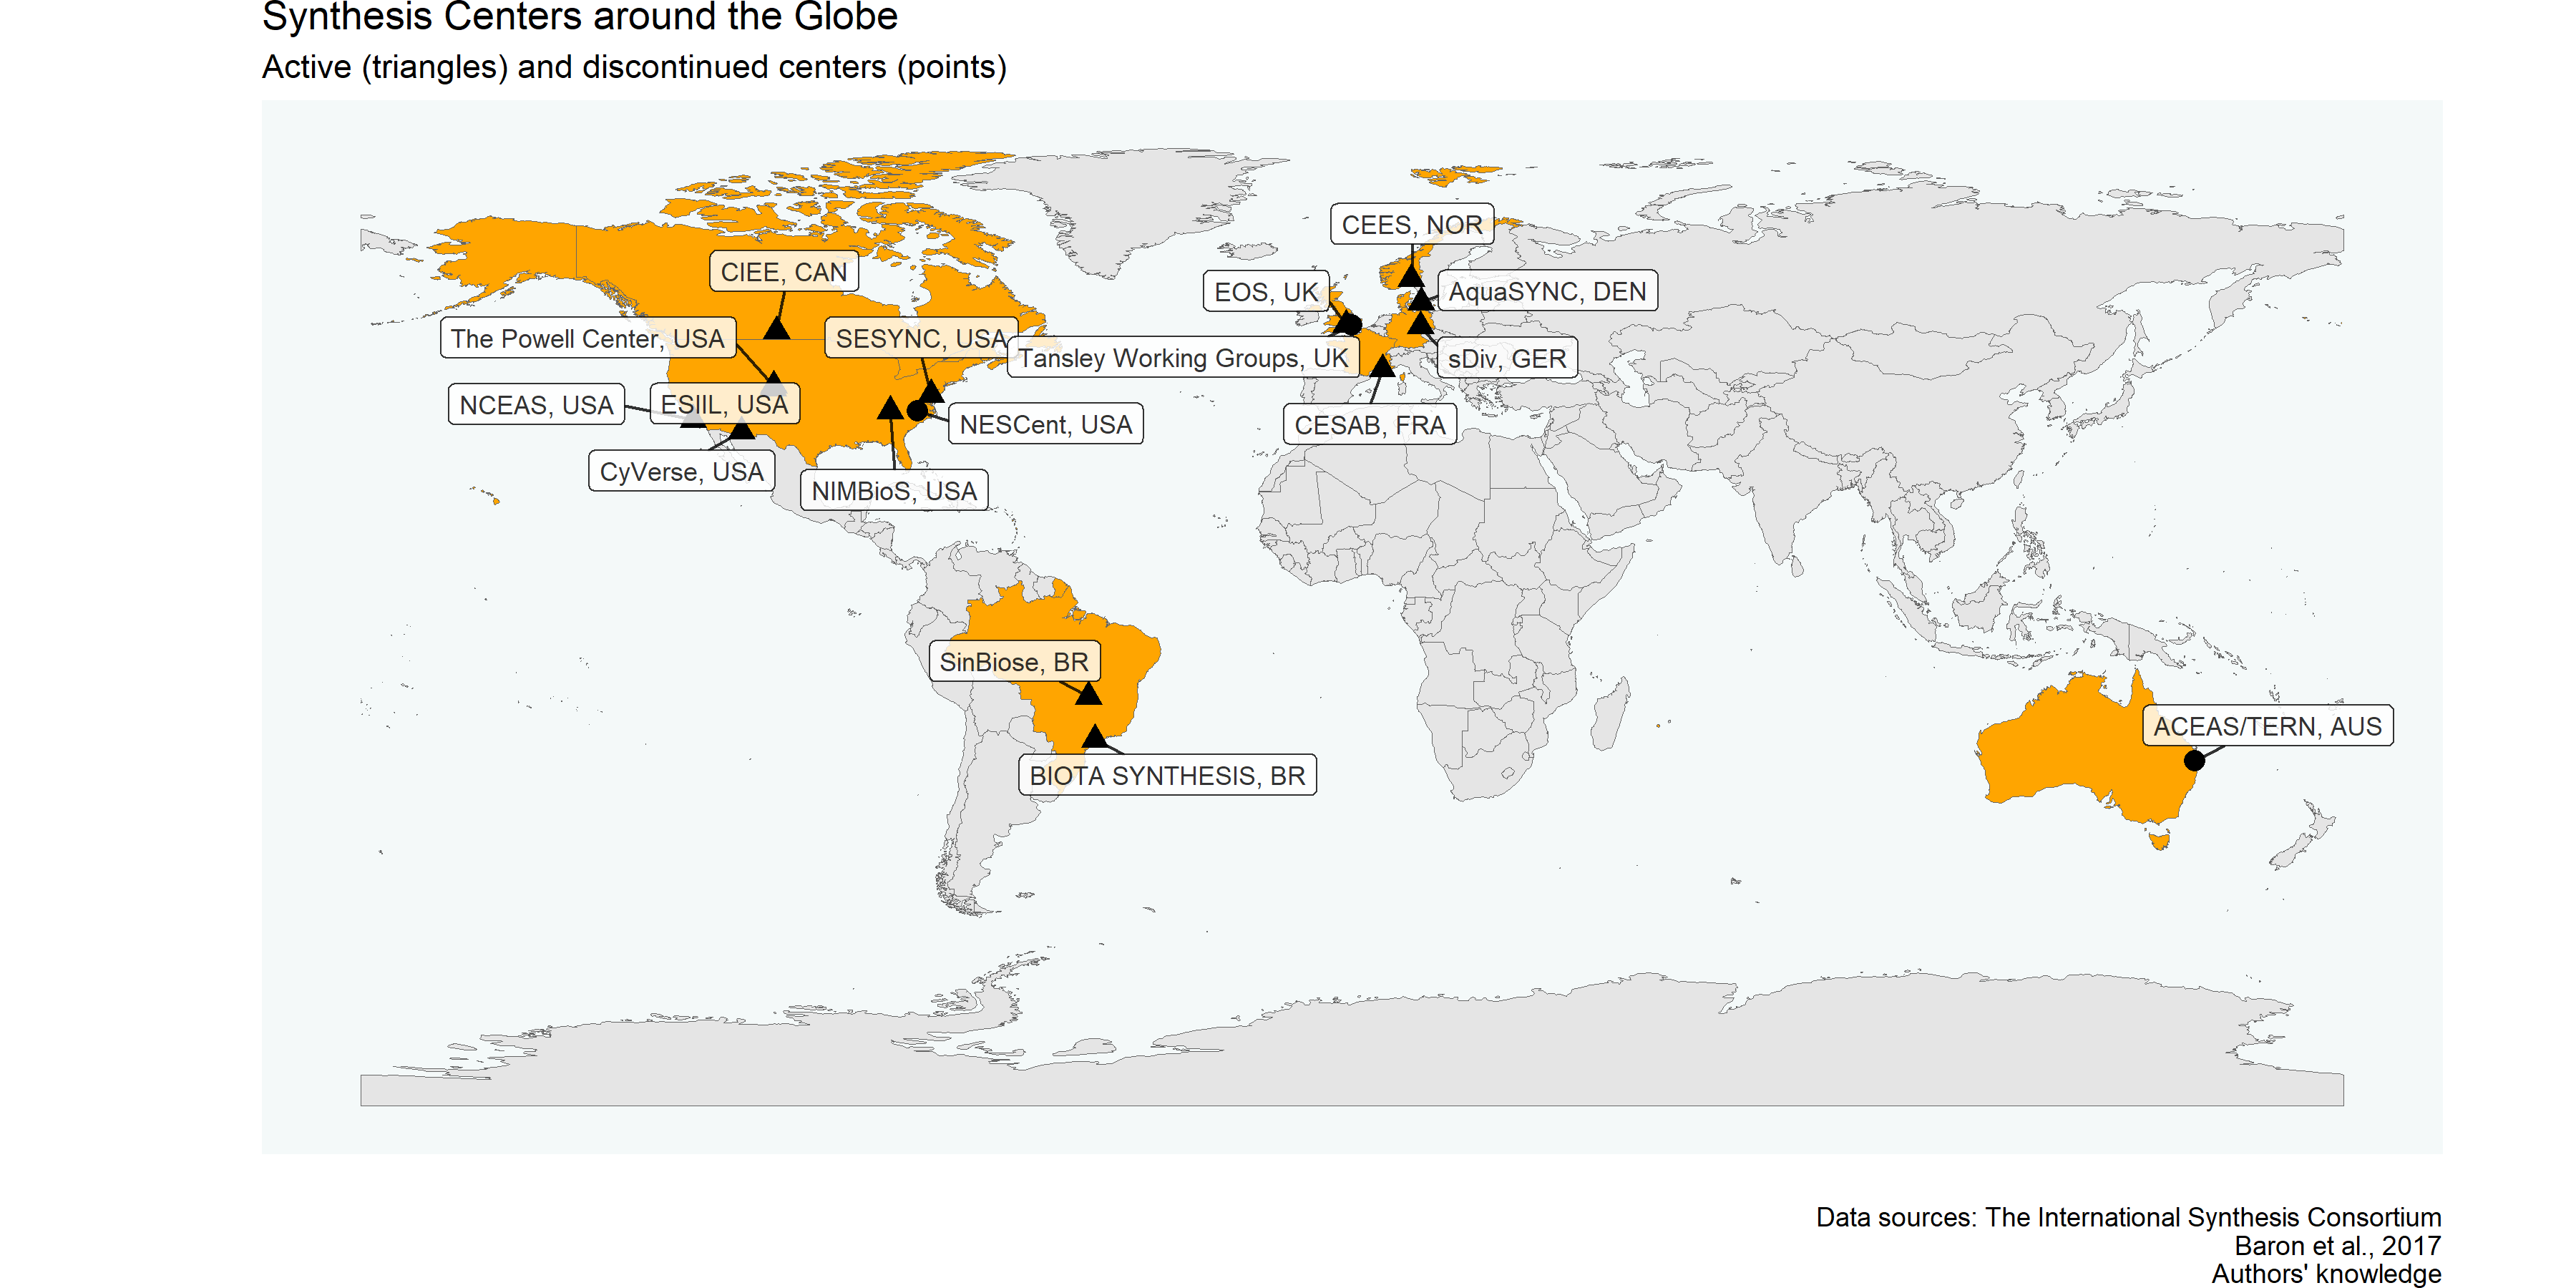 Synthesis Centers around the Globe
Active (triangles) and discontinued centers (points)
CEES, NOR
CIEE, CAN
EOS, UK
AquaSYNC, DEN
The Powell Center, USA
SESYNC, USA
Tansley Working Groups, UK
sDiv, GER
NCEAS, USA
ESIIL, USA
NESCent, USA
CESAB, FRA
CyVerse, USA
NIMBioS, USA
SinBiose, BR
ACEAS/TERN, AUS
BIOTA SYNTHESIS, BR
Data sources: The International Synthesis Consortium
Baron et al., 2017
Authors' knowledge